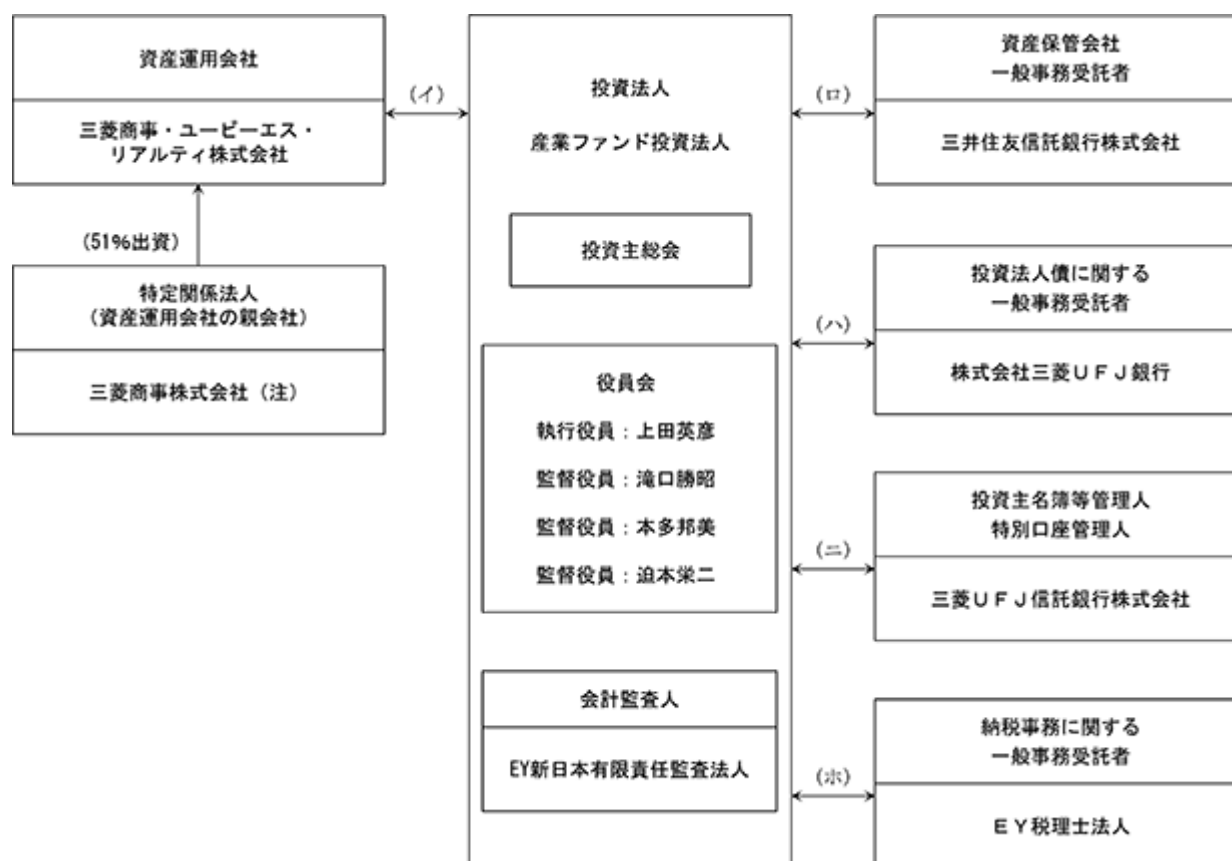 資産運用会社
三菱商事・ユービーエス・
リアルティ株式会社
(イ)
(51%出資)
特定関係法人
(資産運用会社の親会社)
三菱商事株式会社(注)
投資法人
産業ファンド投資法人
投資主総会
役員会
執行役員:上田英彦
監督役員:滝口勝昭
監督役員:本多邦美
監督役員:迫本栄二
会計監査人
EY新日本有限責任監査法人
(ロ)
資産保管会社
一般事務受託者
三井住友信託銀行株式会社
(ハ)
投資法人債に関する
一般事務受託者
株式会社三菱UFJ銀行
(ニ)
投資主名簿等管理人
特別口座管理人
三菱UFJ信託銀行株式会社
(ホ)
納税事務に関する
一般事務受託者
EY税理士法人